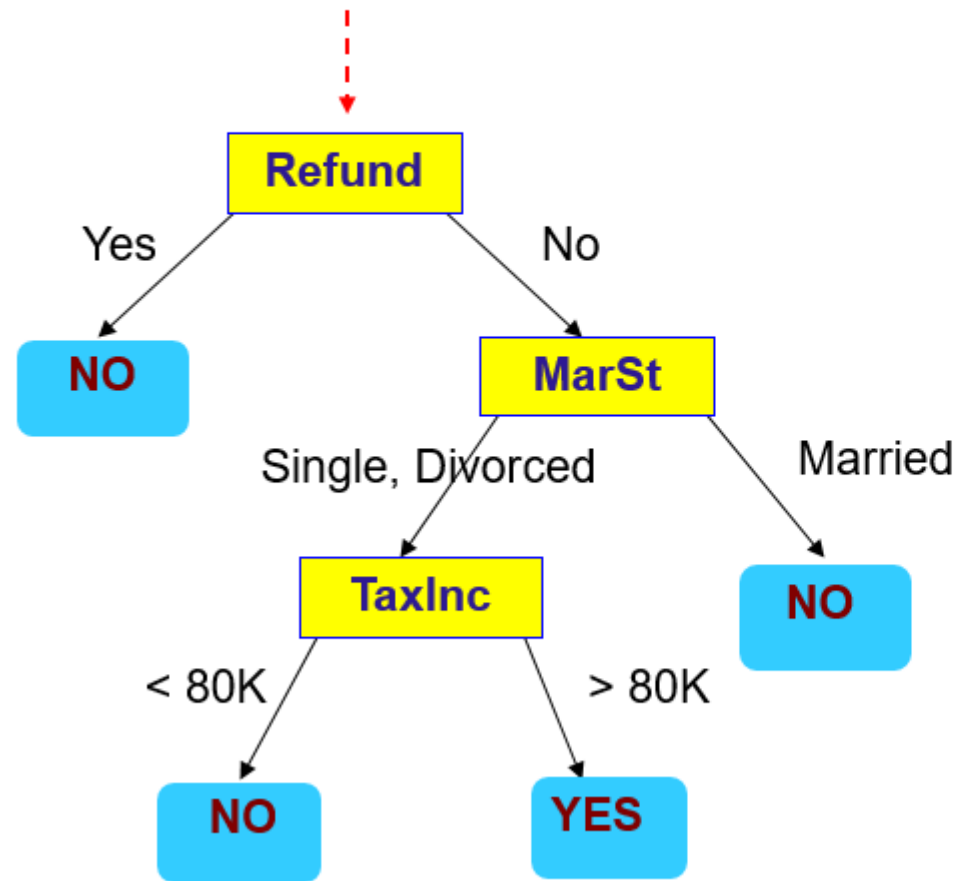 Refund
Yes
No
NO
MarSt
Single, Divorced
Married
TaxInc
NO
< 80K
> 80K
NO
YES